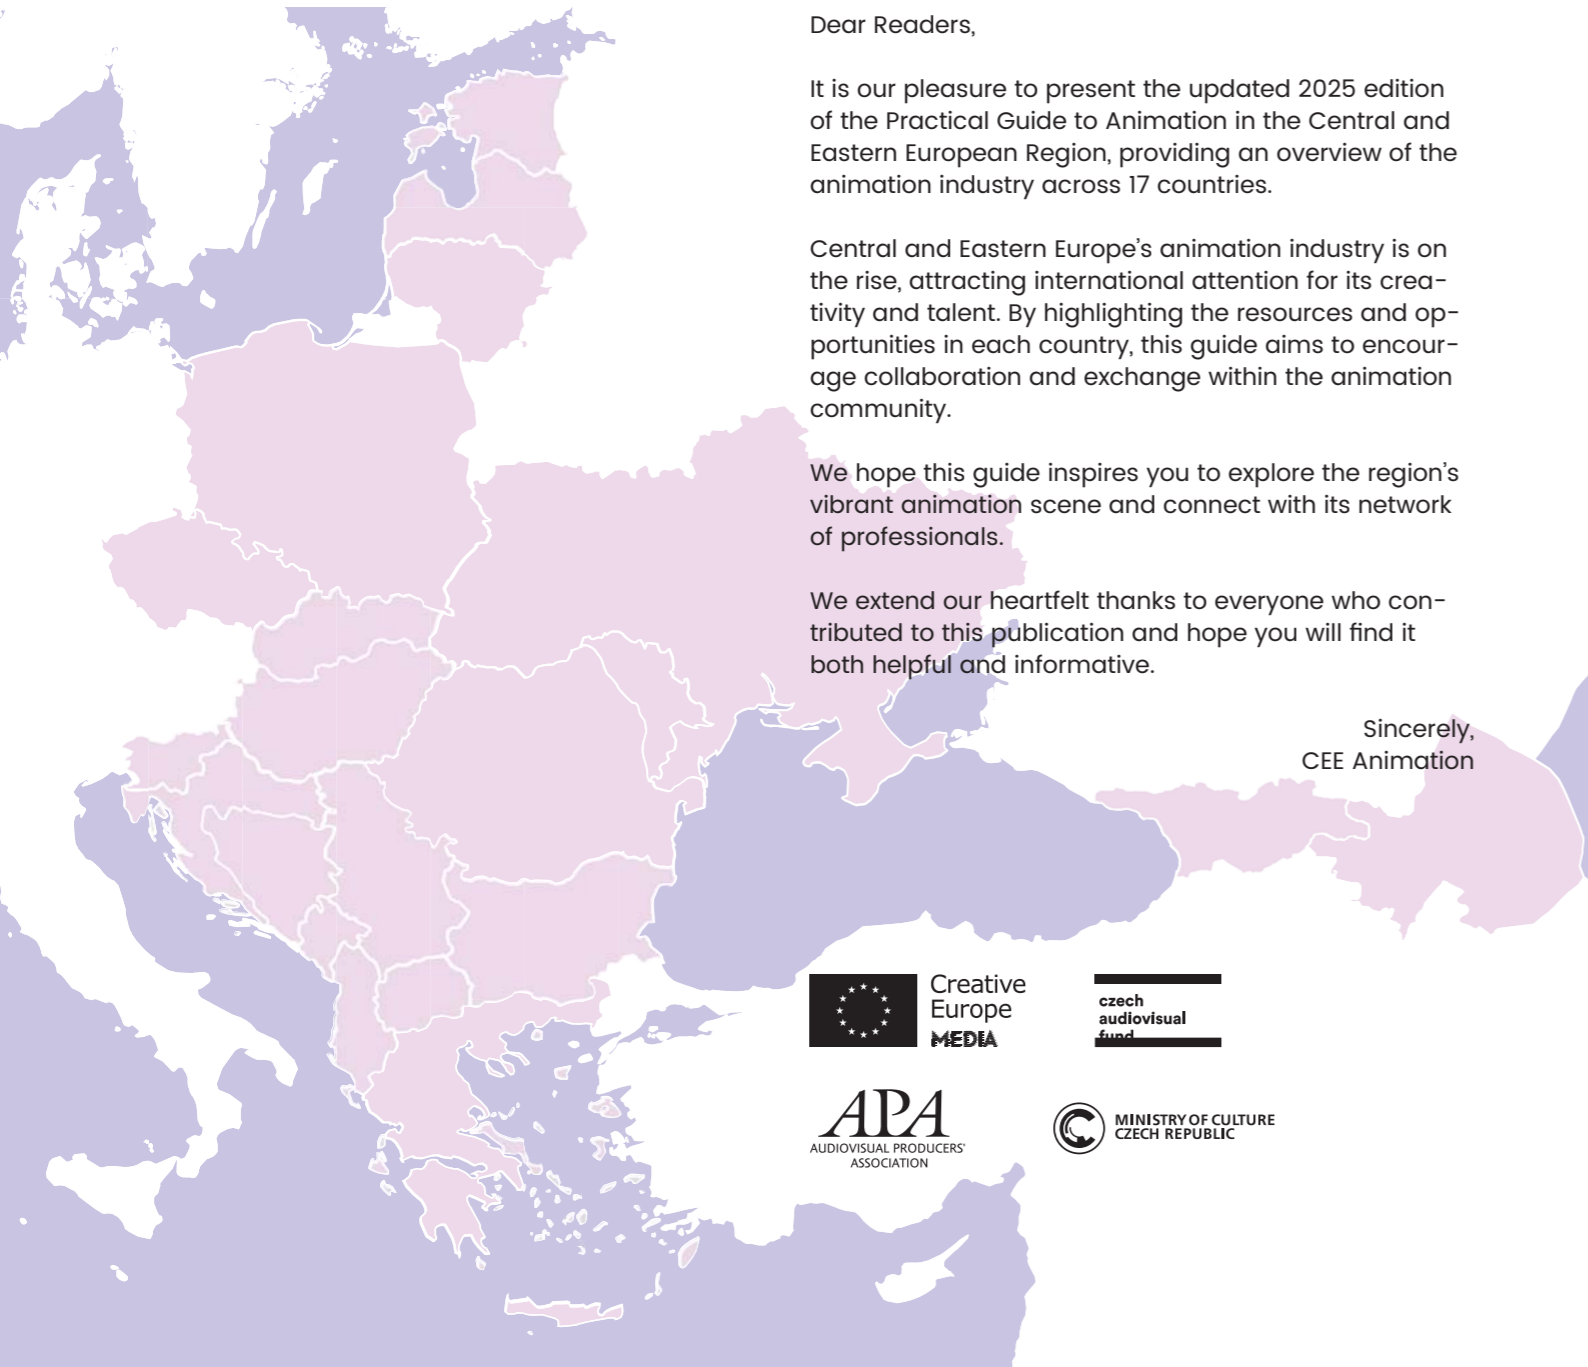 Dear Readers,
It is our pleasure to present the updated 2025 edition
of the Practical Guide to Animation in the Central and
Eastern European Region, providing an overview of the
animation industry across 17 countries.
Central and Eastern Europe's animation industry is on
the rise, attracting international attention for its crea-
tivity and talent. By highlighting the resources and op-
portunities in each country, this guide aims to encour-
age collaboration and exchange within the animation
community.
We hope this guide inspires you to explore the region's
vibrant animation scene and connect with its network
of professionals.
We extend our heartfelt thanks to everyone who con-
tributed to this publication and hope you will find it
both helpful and informative.
Sincerely,
CEE Animation
Creative
Europe
MEDIA
czech
audiovisual
fund
APA
AUDIOVISUAL PRODUCERS'
ASSOCIATION
MINISTRY OF CULTURE
CZECH REPUBLIC